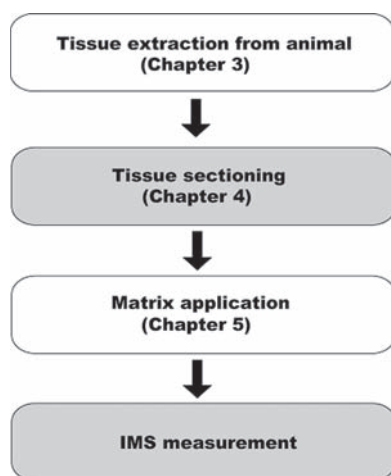 Tissue extraction from animal
(Chapter 3)
Tissue sectioning
(Chapter 4)
Matrix application
(Chapter 5)
IMS measurement